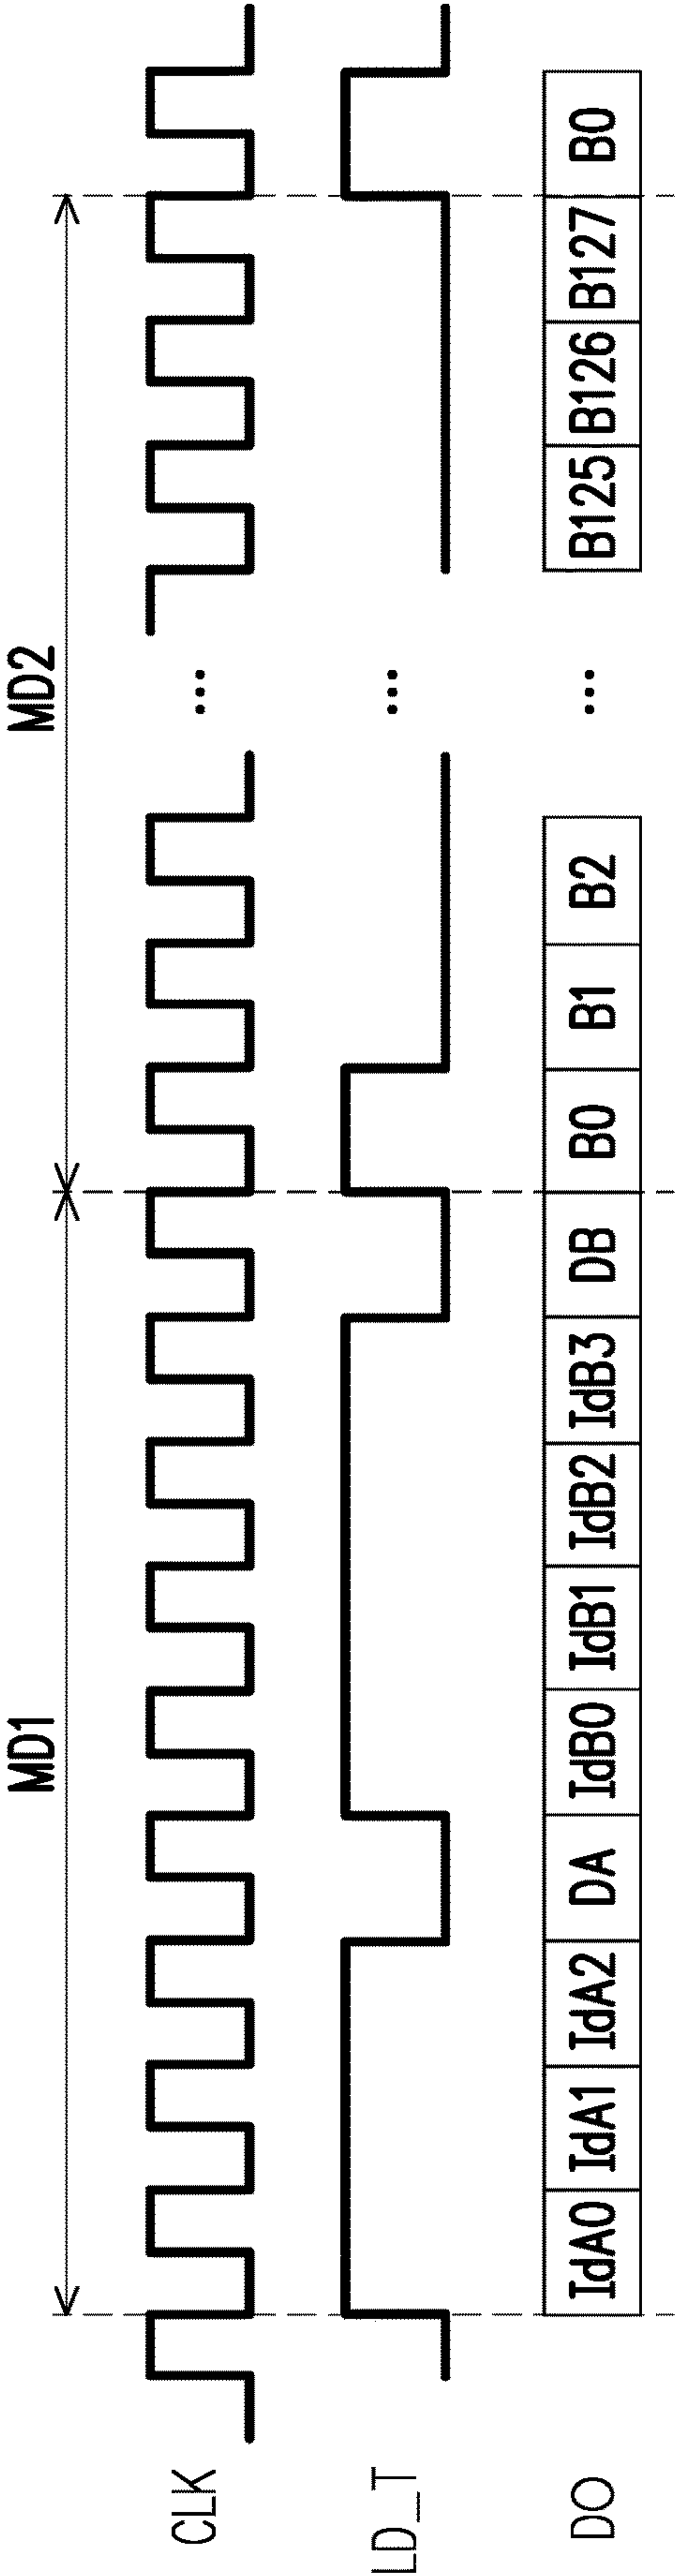 MD1 MD2
CLK ...
LD_T ...
DO IdA0 IdA1 IdA2 DA IdB0 IdB1 IdB2 IdB3 DB B0 B1 B2 ... B125 B126 B127 B0